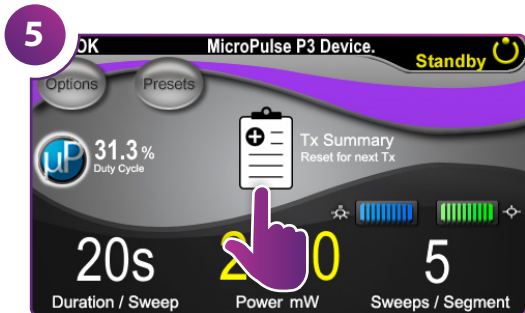 5
OK
MicroPulse P3 Device.
Standby
Options
Presets
µP
31.3 %
Duty Cycle
Tx Summary
Reset for next Tx
20s
5
Duration / Sweep
Power mW
Sweeps / Segment